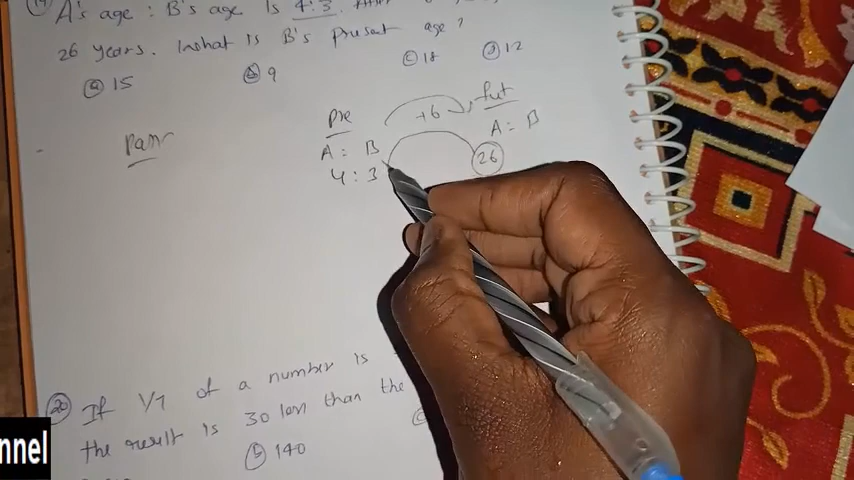 (19) A's age : B's age is 4:3.
26 years. What is B's present age?
(a) 15 (b) 9 (c) 18 (d) 12
Pre +6 fut
A : B A : B
4 : 3 26
(20) If 1/7 of a number is
the result is 30 less than the
(b) 140 (c)
nnel